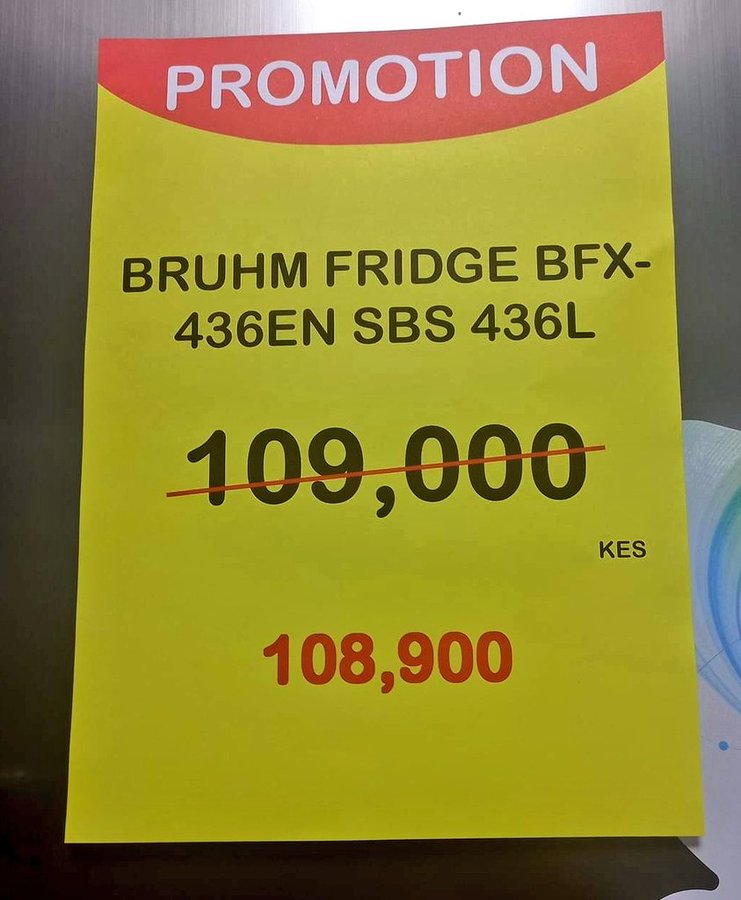 PROMOTION
BRUHM FRIDGE BFX-
436EN SBS 436L
109,000
KES
108,900